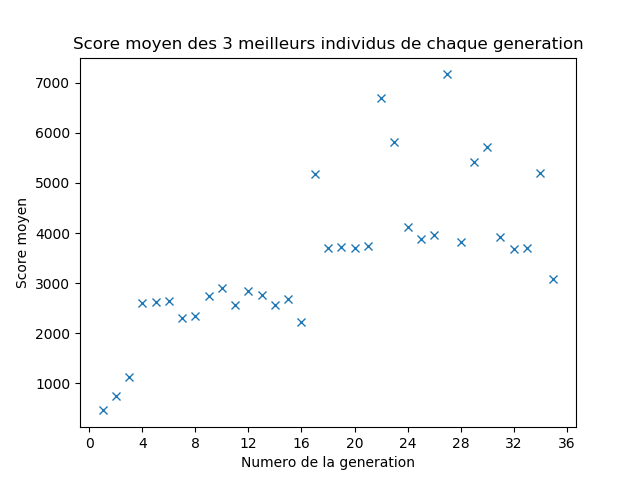 Score moyen des 3 meilleurs individus de chaque generation
7000
6000
5000
4000
3000
2000
1000
Score moyen
0 4 8 12 16 20 24 28 32 36
Numero de la generation